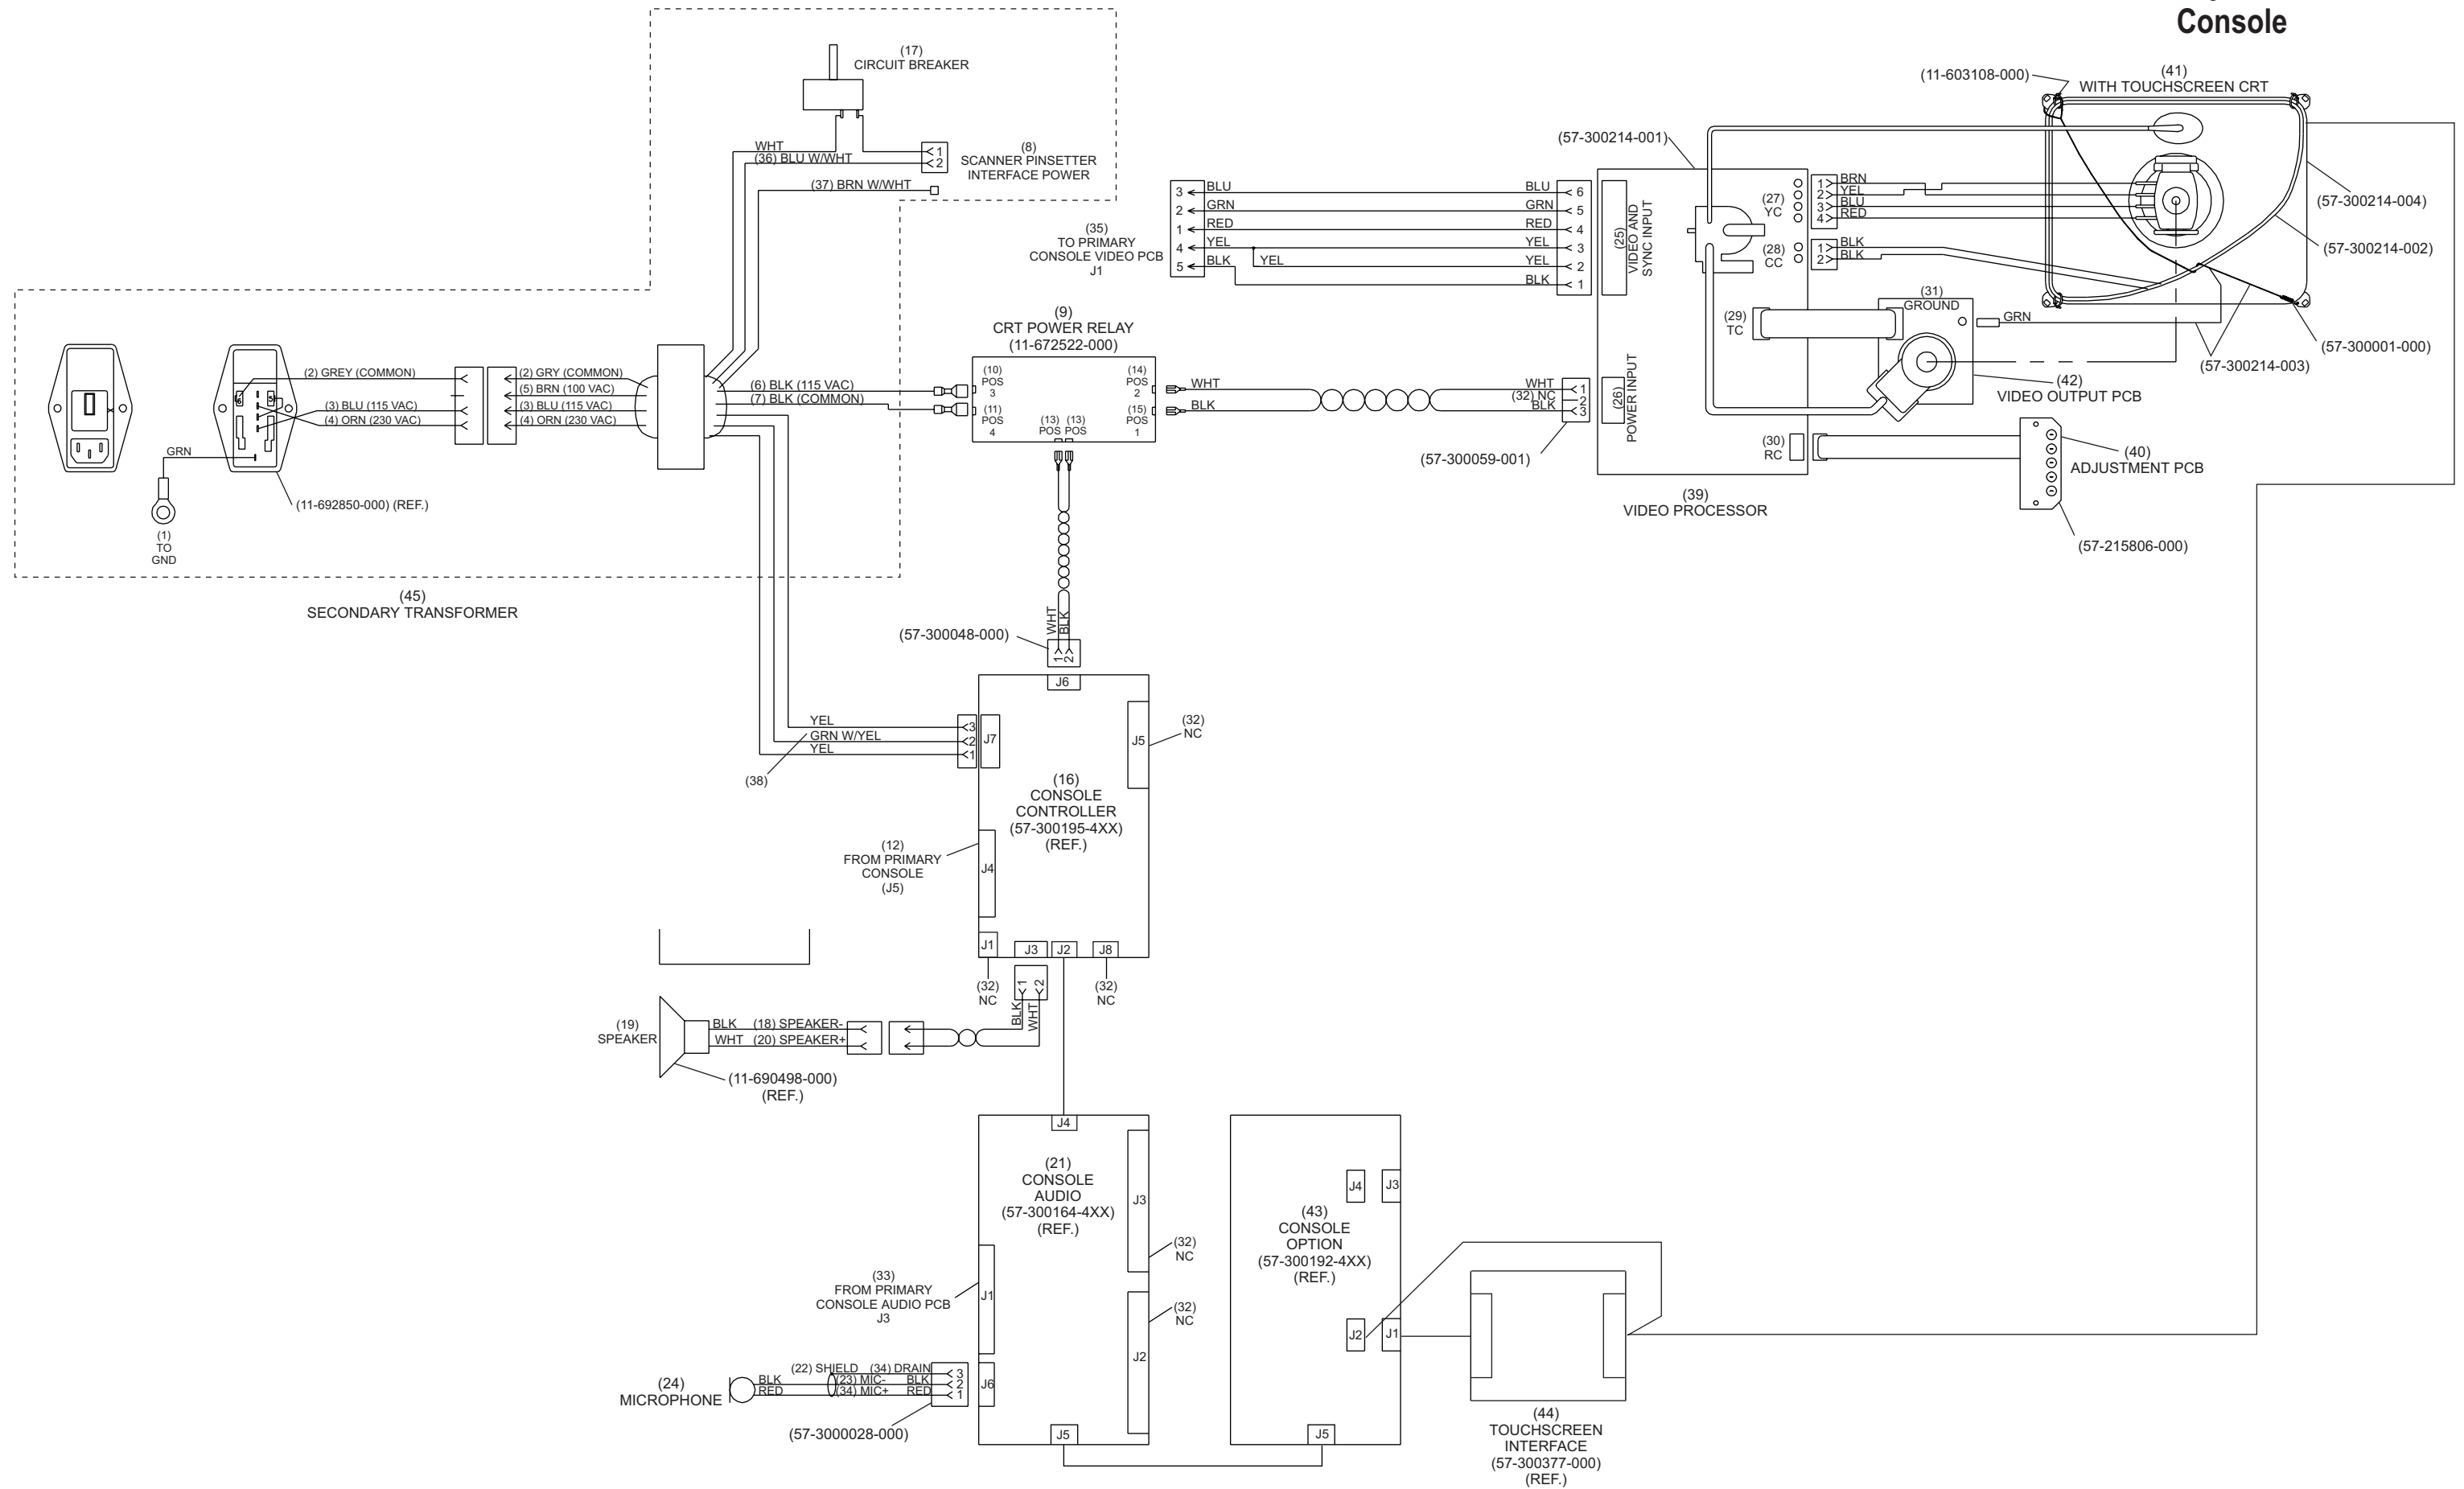 Console
(17)
CIRCUIT BREAKER
WHT
(36) BLU W/WHT
1
2
(8)
SCANNER PINSETTER
INTERFACE POWER
(37) BRN W/WHT
(2) GREY (COMMON)
(3) BLU (115 VAC)
(4) ORN (230 VAC)
(2) GRY (COMMON)
(5) BRN (100 VAC)
(3) BLU (115 VAC)
(4) ORN (230 VAC)
GRN
(1)
TO
GND
(11-692850-000) (REF.)
(45)
SECONDARY TRANSFORMER
(6) BLK (115 VAC)
(7) BLK (COMMON)
(9)
CRT POWER RELAY
(11-672522-000)
(10)
POS
3
(11)
POS
4
(13) (13)
POS POS
(14)
POS
2
(15)
POS
1
WHT
BLK
WHT
(32) NC
BLK
1
2
3
(26)
POWER INPUT
(57-300059-001)
(35)
TO PRIMARY
CONSOLE VIDEO PCB
J1
3 BLU BLU 6
2 GRN GRN 5
1 RED RED 4
4 YEL YEL 3
YEL YEL 2
5 BLK BLK 1
(25)
VIDEO AND
SYNC INPUT
(57-300214-001)
(27)
YC
(28)
CC
(29)
TC
(30)
RC
(39)
VIDEO PROCESSOR
1 BRN
2 YEL
3 BLU
4 RED
1 BLK
2 BLK
(11-603108-000)
(41)
WITH TOUCHSCREEN CRT
(57-300214-004)
(57-300214-002)
(57-300001-000)
(57-300214-003)
(31)
GROUND
GRN
(42)
VIDEO OUTPUT PCB
(40)
ADJUSTMENT PCB
(57-215806-000)
WHT
BLK
1
2
(57-300048-000)
J6
YEL 3
GRN W/YEL 2
YEL 1
(38)
J7
J5
(32)
NC
(16)
CONSOLE
CONTROLLER
(57-300195-4XX)
(REF.)
(12)
FROM PRIMARY
CONSOLE
(J5)
J4
J1
J3
J2
J8
(32)
NC
(32)
NC
1
2
BLK
WHT
(19)
SPEAKER
BLK (18) SPEAKER-
WHT (20) SPEAKER+
(11-690498-000)
(REF.)
J4
(21)
CONSOLE
AUDIO
(57-300164-4XX)
(REF.)
J3
(32)
NC
(33)
FROM PRIMARY
CONSOLE AUDIO PCB
J3
J1
(32)
NC
J2
(24)
MICROPHONE
(22) SHIELD (34) DRAIN 3
BLK (23) MIC- BLK 2
RED (34) MIC+ RED 1
J6
(57-3000028-000)
J5
(43)
CONSOLE
OPTION
(57-300192-4XX)
(REF.)
J4
J3
J2
J1
J5
(44)
TOUCHSCREEN
INTERFACE
(57-300377-000)
(REF.)